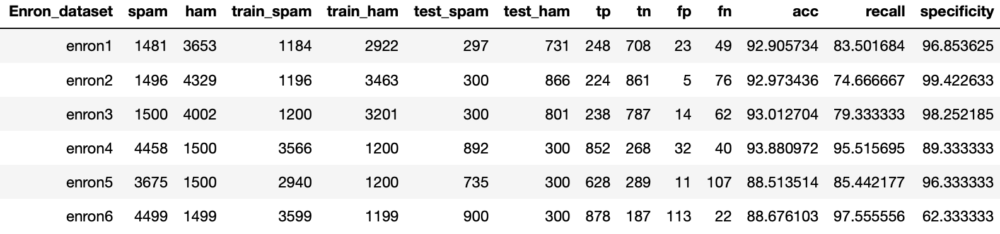 Enron_dataset spam ham train_spam train_ham test_spam test_ham tp tn fp fn acc recall specificity
enron1 1481 3653 1184 2922 297 731 248 708 23 49 92.905734 83.501684 96.853625
enron2 1496 4329 1196 3463 300 866 224 861 5 76 92.973436 74.666667 99.422633
enron3 1500 4002 1200 3201 300 801 238 787 14 62 93.012704 79.333333 98.252185
enron4 4458 1500 3566 1200 892 300 852 268 32 40 93.880972 95.515695 89.333333
enron5 3675 1500 2940 1200 735 300 628 289 11 107 88.513514 85.442177 96.333333
enron6 4499 1499 3599 1199 900 300 878 187 113 22 88.676103 97.555556 62.333333